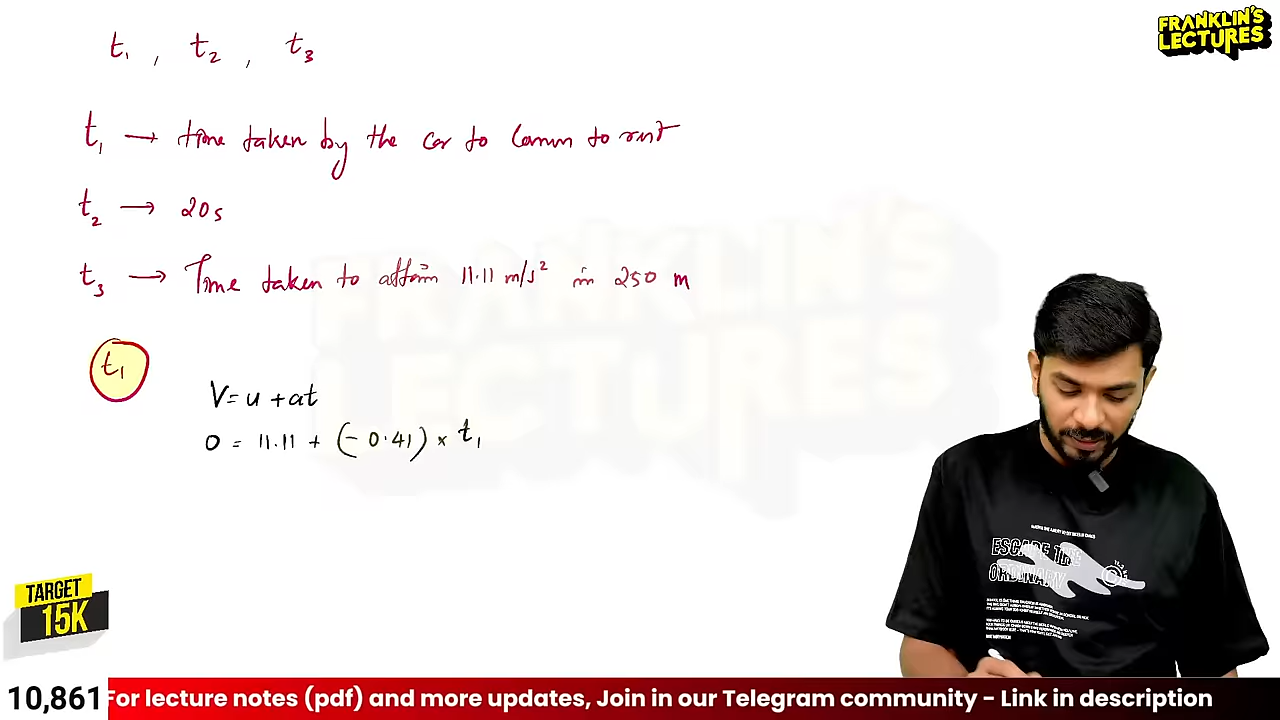 FRANKLIN'S
LECTURES
t₁ , t₂ , t₃
t₁ → time taken by the car to to rest
t₂ → 20s
t₃ → Time taken to attain 11.11 m/s² in 250 m
t₁
V = u + at
0 = 11.11 + (-0.41) × t₁
FRANKLIN'S
LECTURES
ESCAPE THE
ORDINARY
TARGET
15K
10,861
For lecture notes (pdf) and more updates, Join in our Telegram community - Link in description